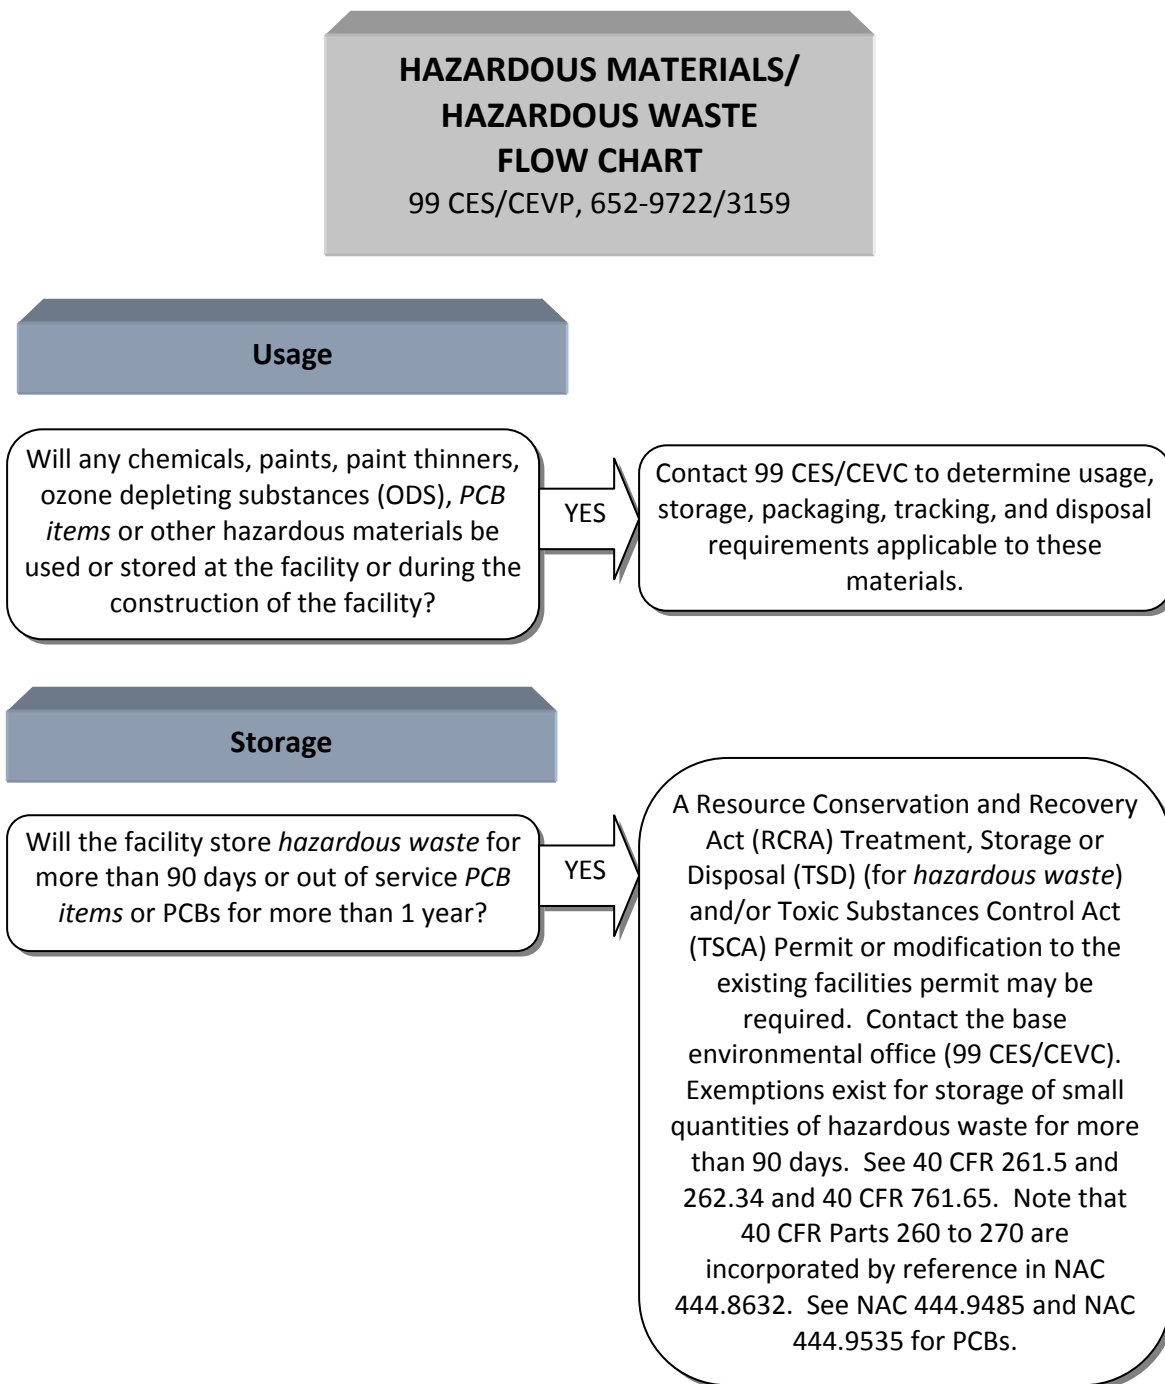 HAZARDOUS MATERIALS/
HAZARDOUS WASTE
FLOW CHART
99 CES/CEVP, 652-9722/3159
Usage
Will any chemicals, paints, paint thinners,
ozone depleting substances (ODS), PCB
items or other hazardous materials be
used or stored at the facility or during the
construction of the facility?
YES
Contact 99 CES/CEVC to determine usage,
storage, packaging, tracking, and disposal
requirements applicable to these
materials.
Storage
Will the facility store hazardous waste for
more than 90 days or out of service PCB
items or PCBs for more than 1 year?
YES
A Resource Conservation and Recovery
Act (RCRA) Treatment, Storage or
Disposal (TSD) (for hazardous waste)
and/or Toxic Substances Control Act
(TSCA) Permit or modification to the
existing facilities permit may be
required.  Contact the base
environmental office (99 CES/CEVC).
Exemptions exist for storage of small
quantities of hazardous waste for more
than 90 days.  See 40 CFR 261.5 and
262.34 and 40 CFR 761.65.  Note that
40 CFR Parts 260 to 270 are
incorporated by reference in NAC
444.8632.  See NAC 444.9485 and NAC
444.9535 for PCBs.